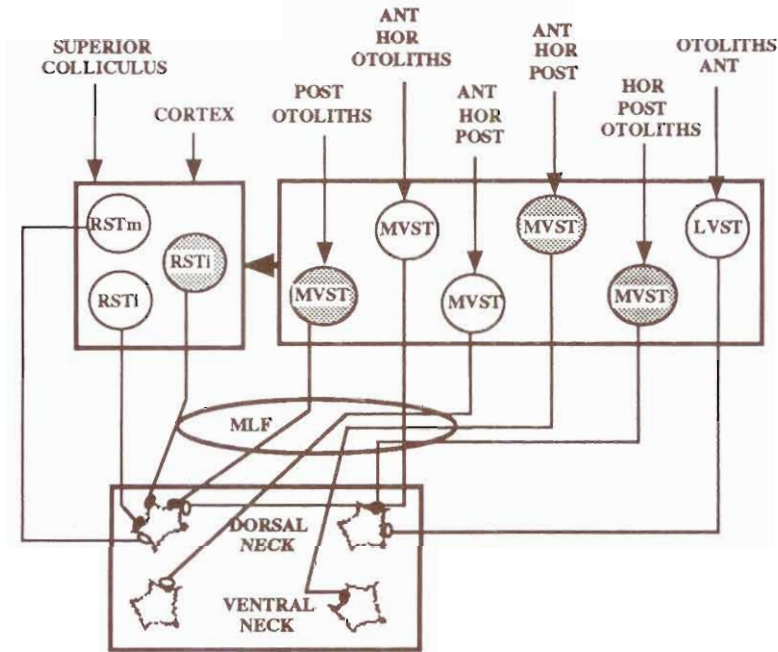 SUPERIOR
COLLICULUS
CORTEX
POST
OTOLITHS
ANT
HOR
OTOLITHS
ANT
HOR
POST
ANT
HOR
POST
HOR
POST
OTOLITHS
OTOLITHS
ANT
RSTm
RSTi
RSTi
MVST
MVST
MVST
MVST
MVST
LVST
MLF
DORSAL
NECK
VENTRAL
NECK